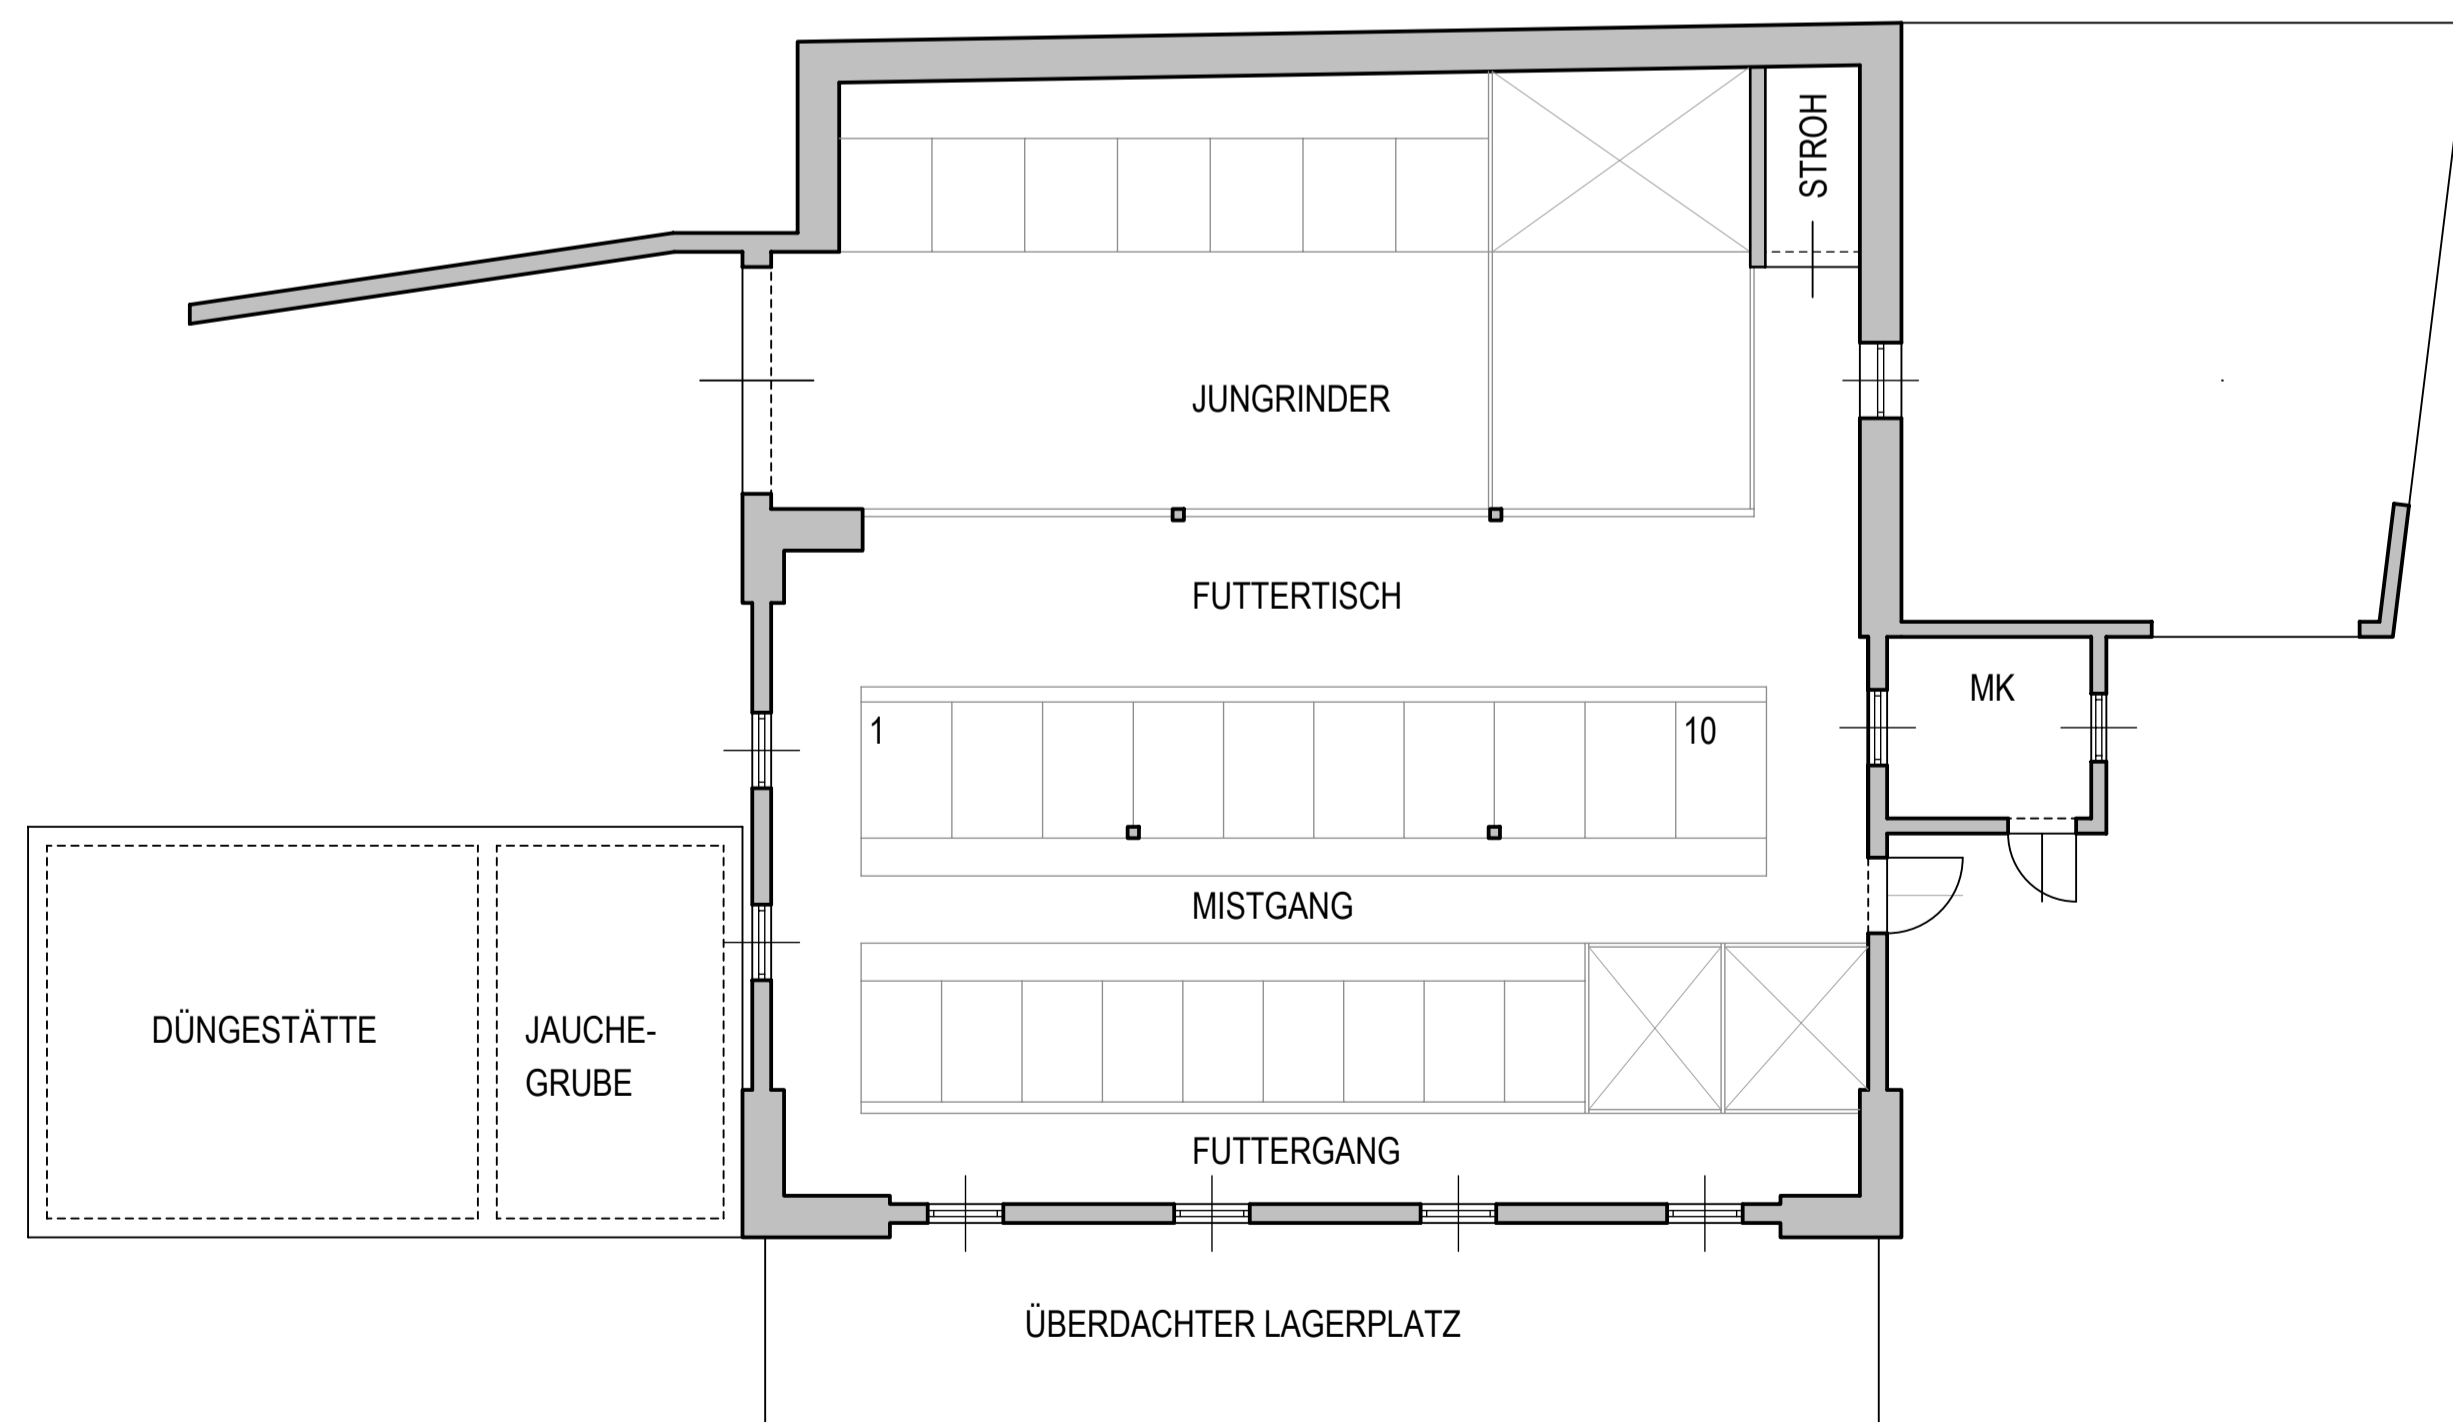 STROH
JUNGRINDER
FUTTERTISCH
MK
1
10
MISTGANG
DÜNGESTÄTTE
JAUCHE-
GRUBE
FUTTERGANG
ÜBERDACHTER LAGERPLATZ